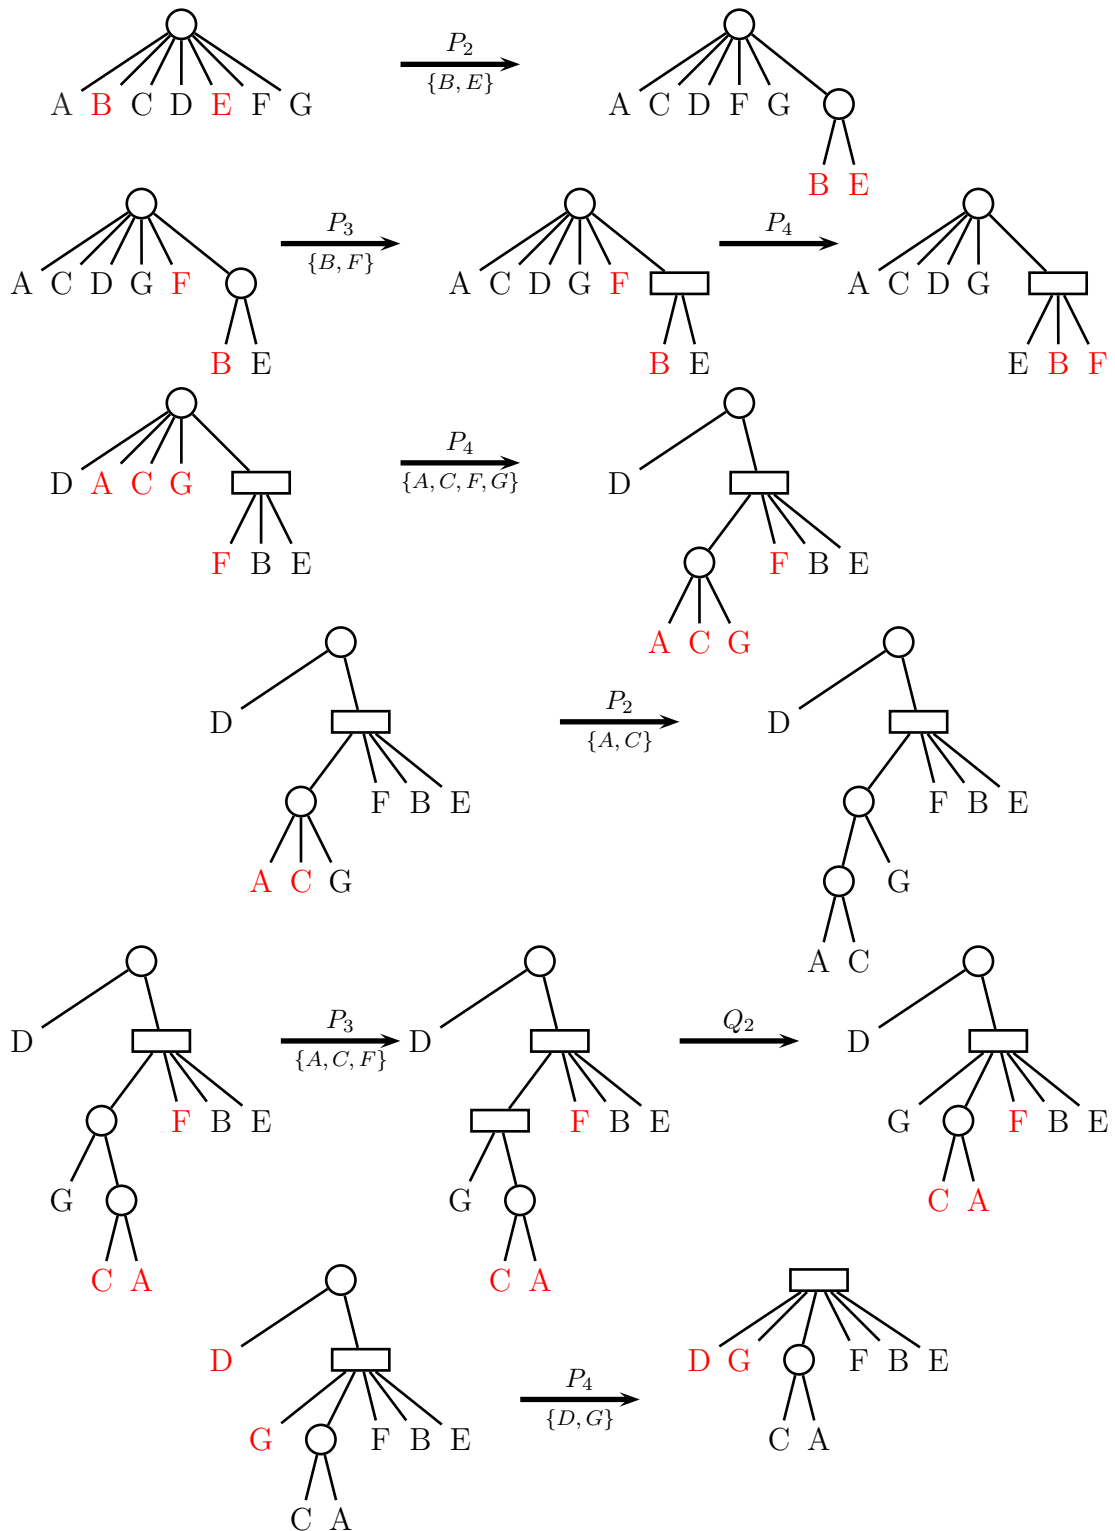 P₂
{B, E}
A B C D E F G
A C D F G
B E
P₃
{B, F}
P₄
A C D G F
A C D G F
A C D G
B E
B E
E B F
P₄
{A, C, F, G}
D A C G
D
F B E
F B E
A C G
P₂
{A, C}
D
D
F B E
F B E
A C G
G
A C
P₃
{A, C, F}
Q₂
D
D
D
F B E
F B E
G F B E
G
G
C A
C A
C A
D
D G F B E
P₄
{D, G}
G F B E
C A
C A